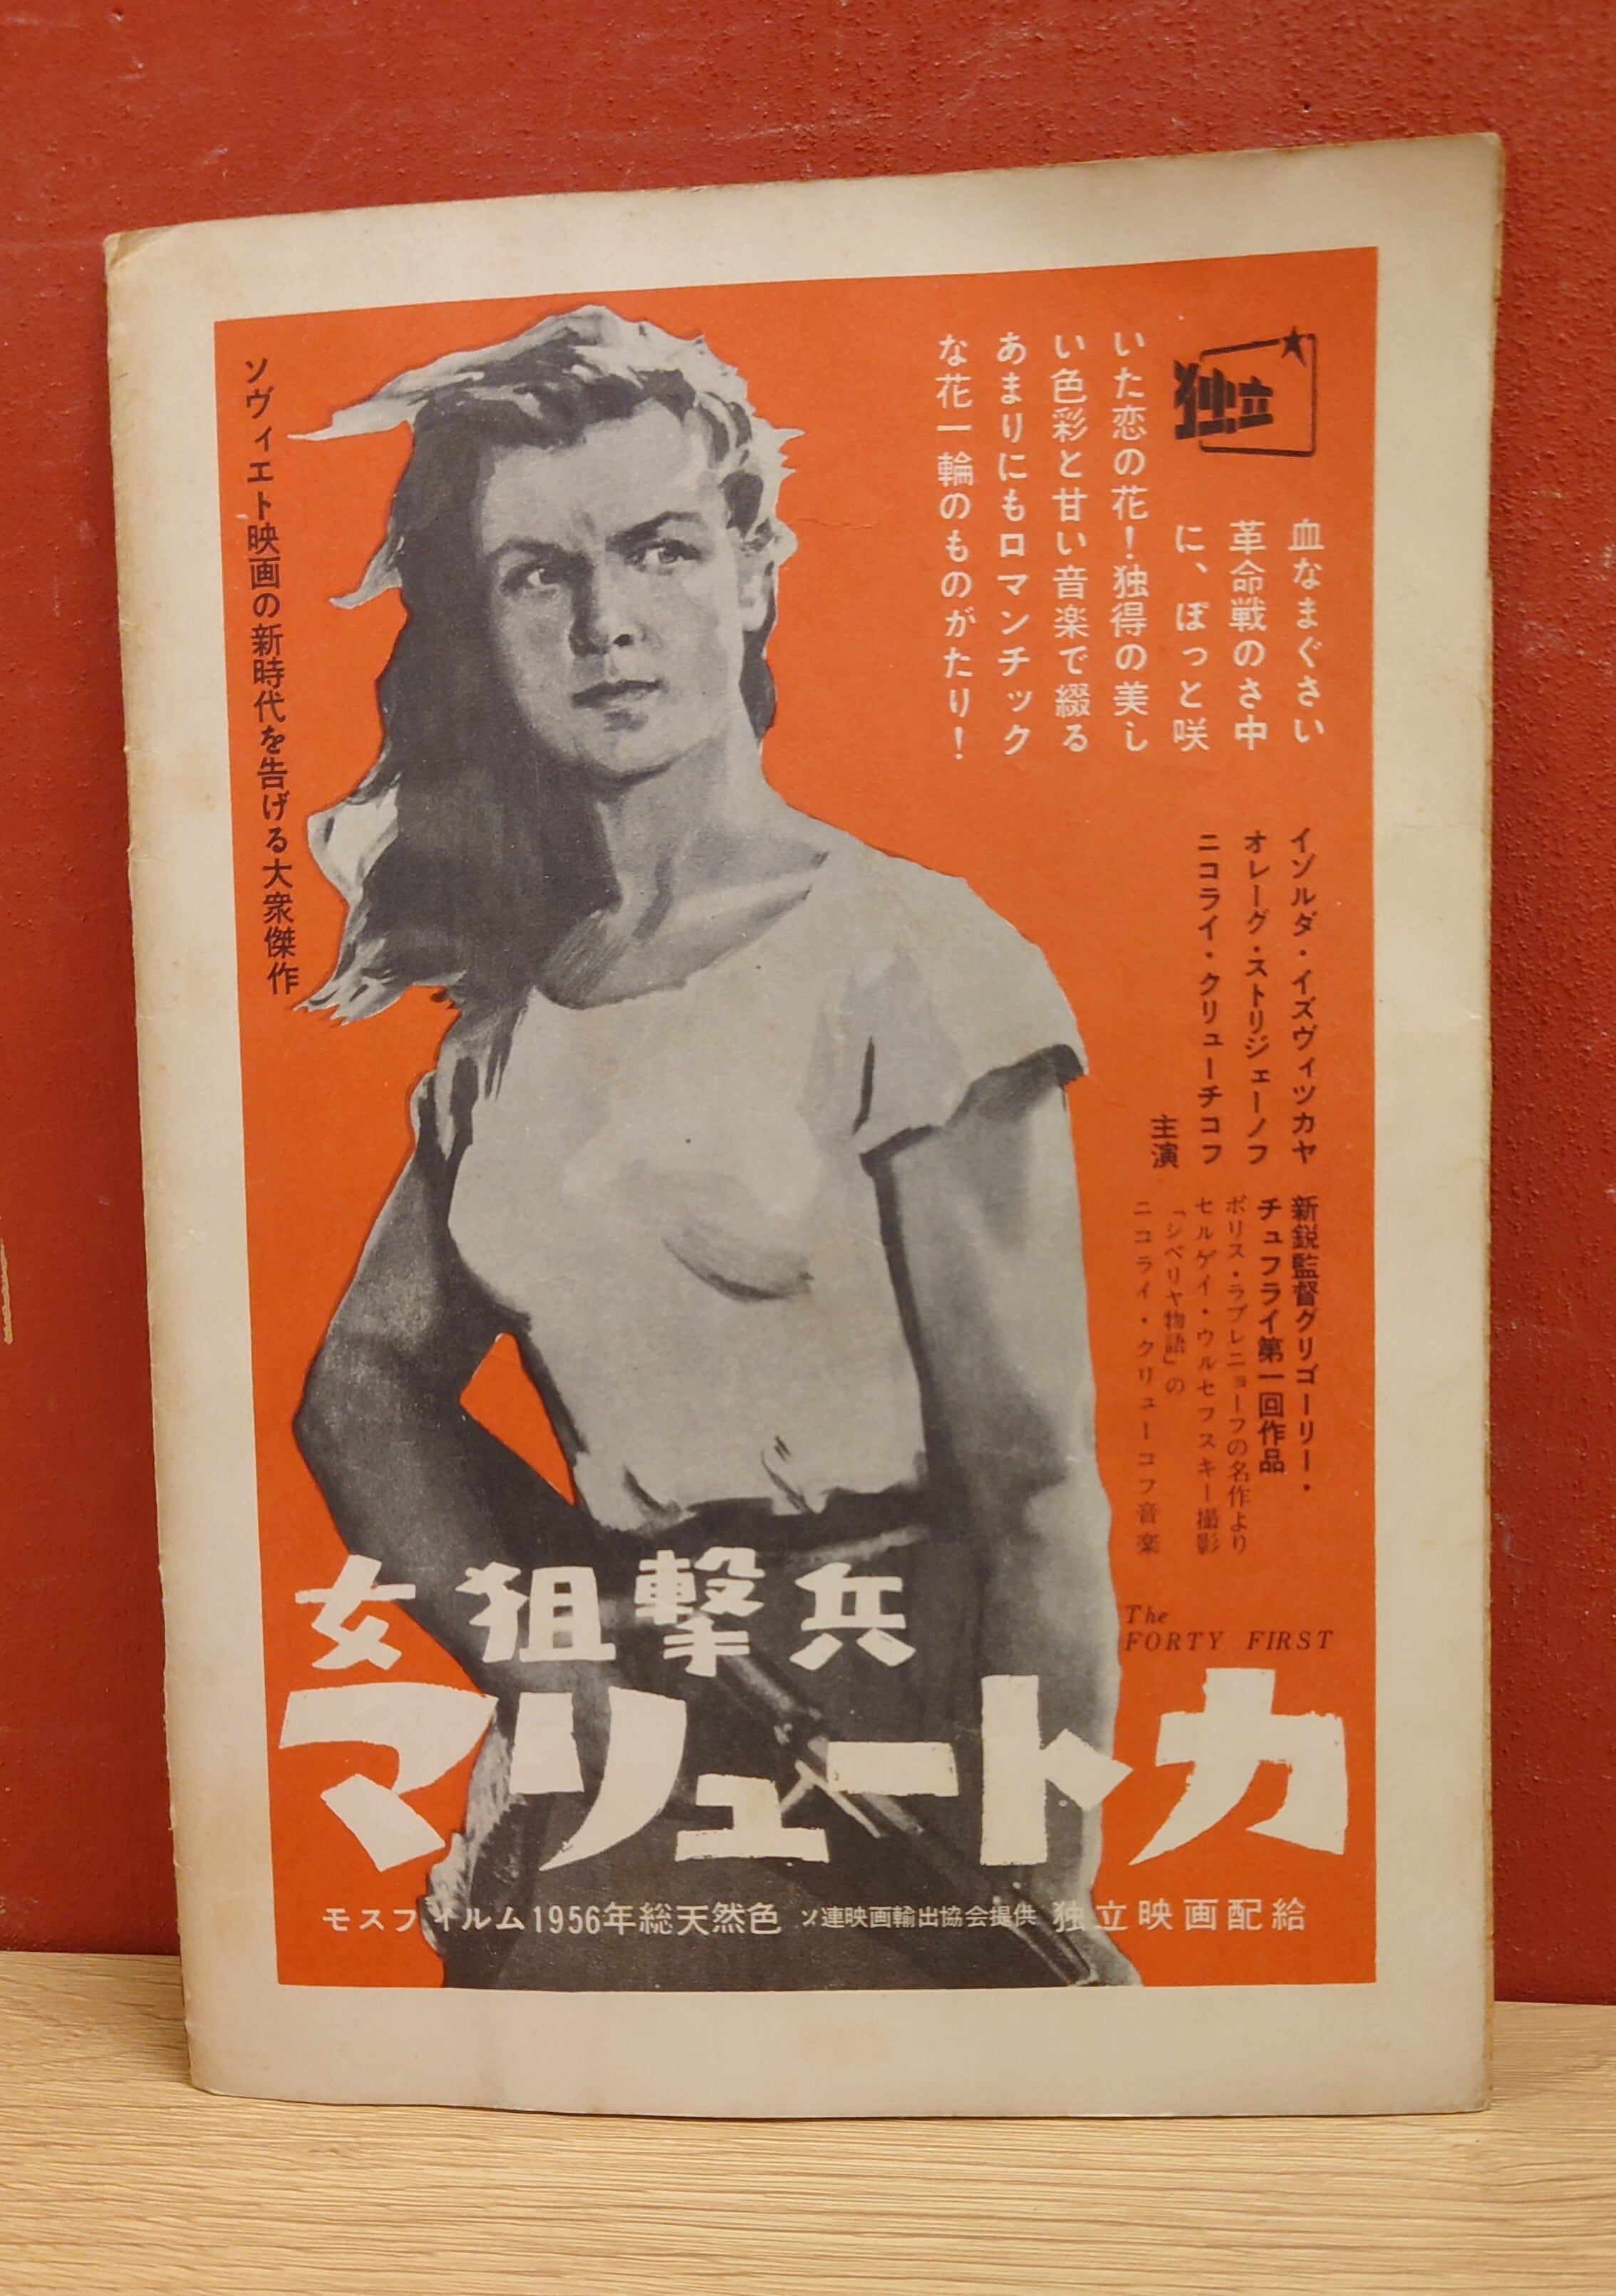 独立
血なまぐさい
革命戦のさ中
に、ぽっと咲
いた恋の花！独得の美し
い色彩と甘い音楽で綴る
あまりにもロマンチック
な花一輪のものがたり！
イゾルダ・イズヴィツカヤ
オレーグ・ストリジェーノフ
ニコライ・クリューチコフ
主演
新鋭監督グリゴーリー・
チュフライ第一回作品
ボリス・ラブレニョーフの名作より
セルゲイ・ウルセフスキー撮影
「シベリヤ物語」の
ニコライ・クリューコフ音楽
ソヴィエト映画の新時代を告げる大衆傑作
The
FORTY FIRST
女狙撃兵
マリュートカ
モスフィルム1956年総天然色 ソ連映画輸出協会提供 独立映画配給